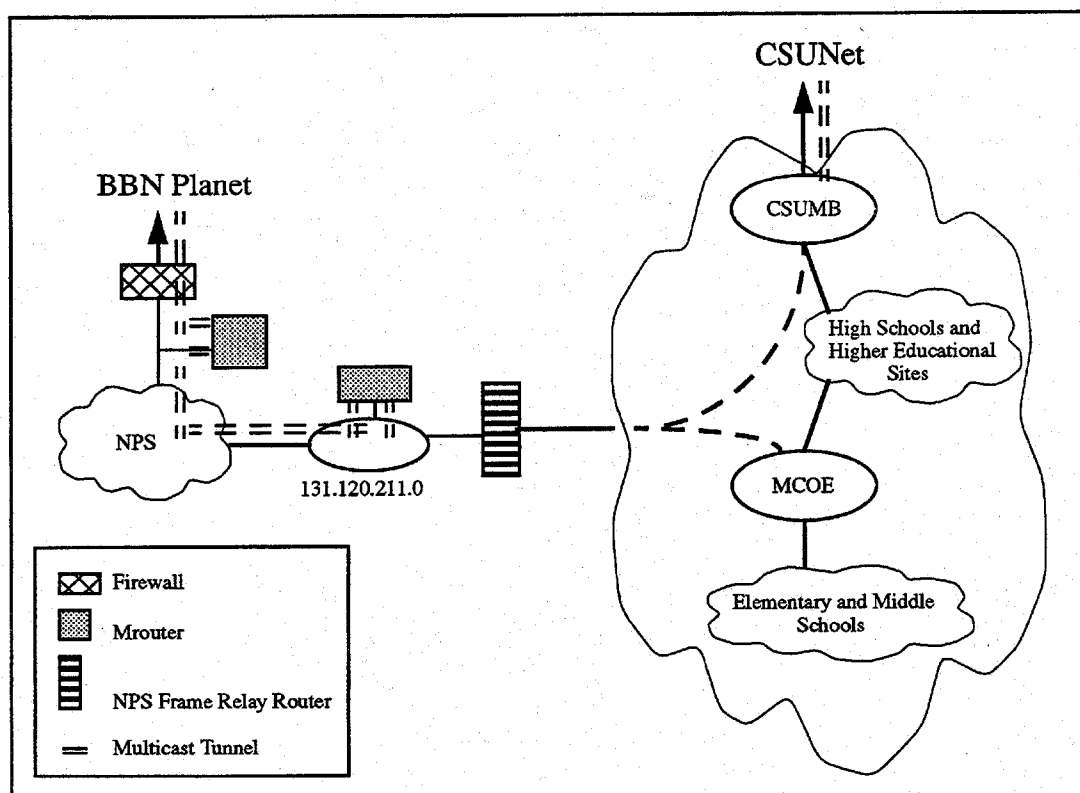 CSUNet
BBN Planet
CSUMB
High Schools and
Higher Educational
Sites
NPS
131.120.211.0
MCOE
Elementary and Middle
Schools
Firewall
Mrouter
NPS Frame Relay Router
Multicast Tunnel